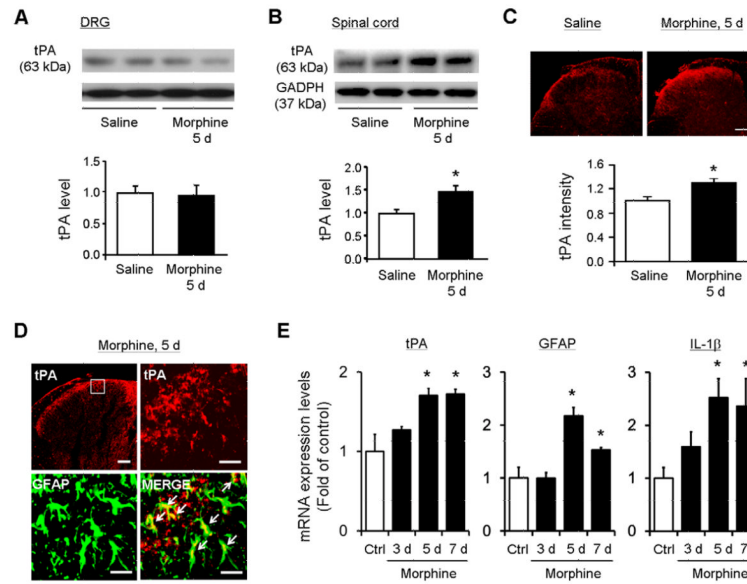 A
DRG
tPA
(63 kDa)
Saline
Morphine
5 d
tPA level
1.5
1.0
0.5
0.0
Saline
Morphine
5 d
B
Spinal cord
tPA
(63 kDa)
GADPH
(37 kDa)
Saline
Morphine
5 d
tPA level
2.0
1.5
1.0
0.5
0.0
*
Saline
Morphine
5 d
C
Saline
Morphine, 5 d
tPA intensity
1.6
1.2
0.8
0.4
0.0
*
Saline
Morphine
5 d
D
Morphine, 5 d
tPA
tPA
GFAP
MERGE
E
mRNA expression levels
(Fold of control)
tPA
2
1
0
*
*
Ctrl
3 d
5 d
7 d
Morphine
GFAP
3
2
1
0
*
*
Ctrl
3 d
5 d
7 d
Morphine
IL-1β
3
2
1
0
*
*
Ctrl
3 d
5 d
7
Morphine